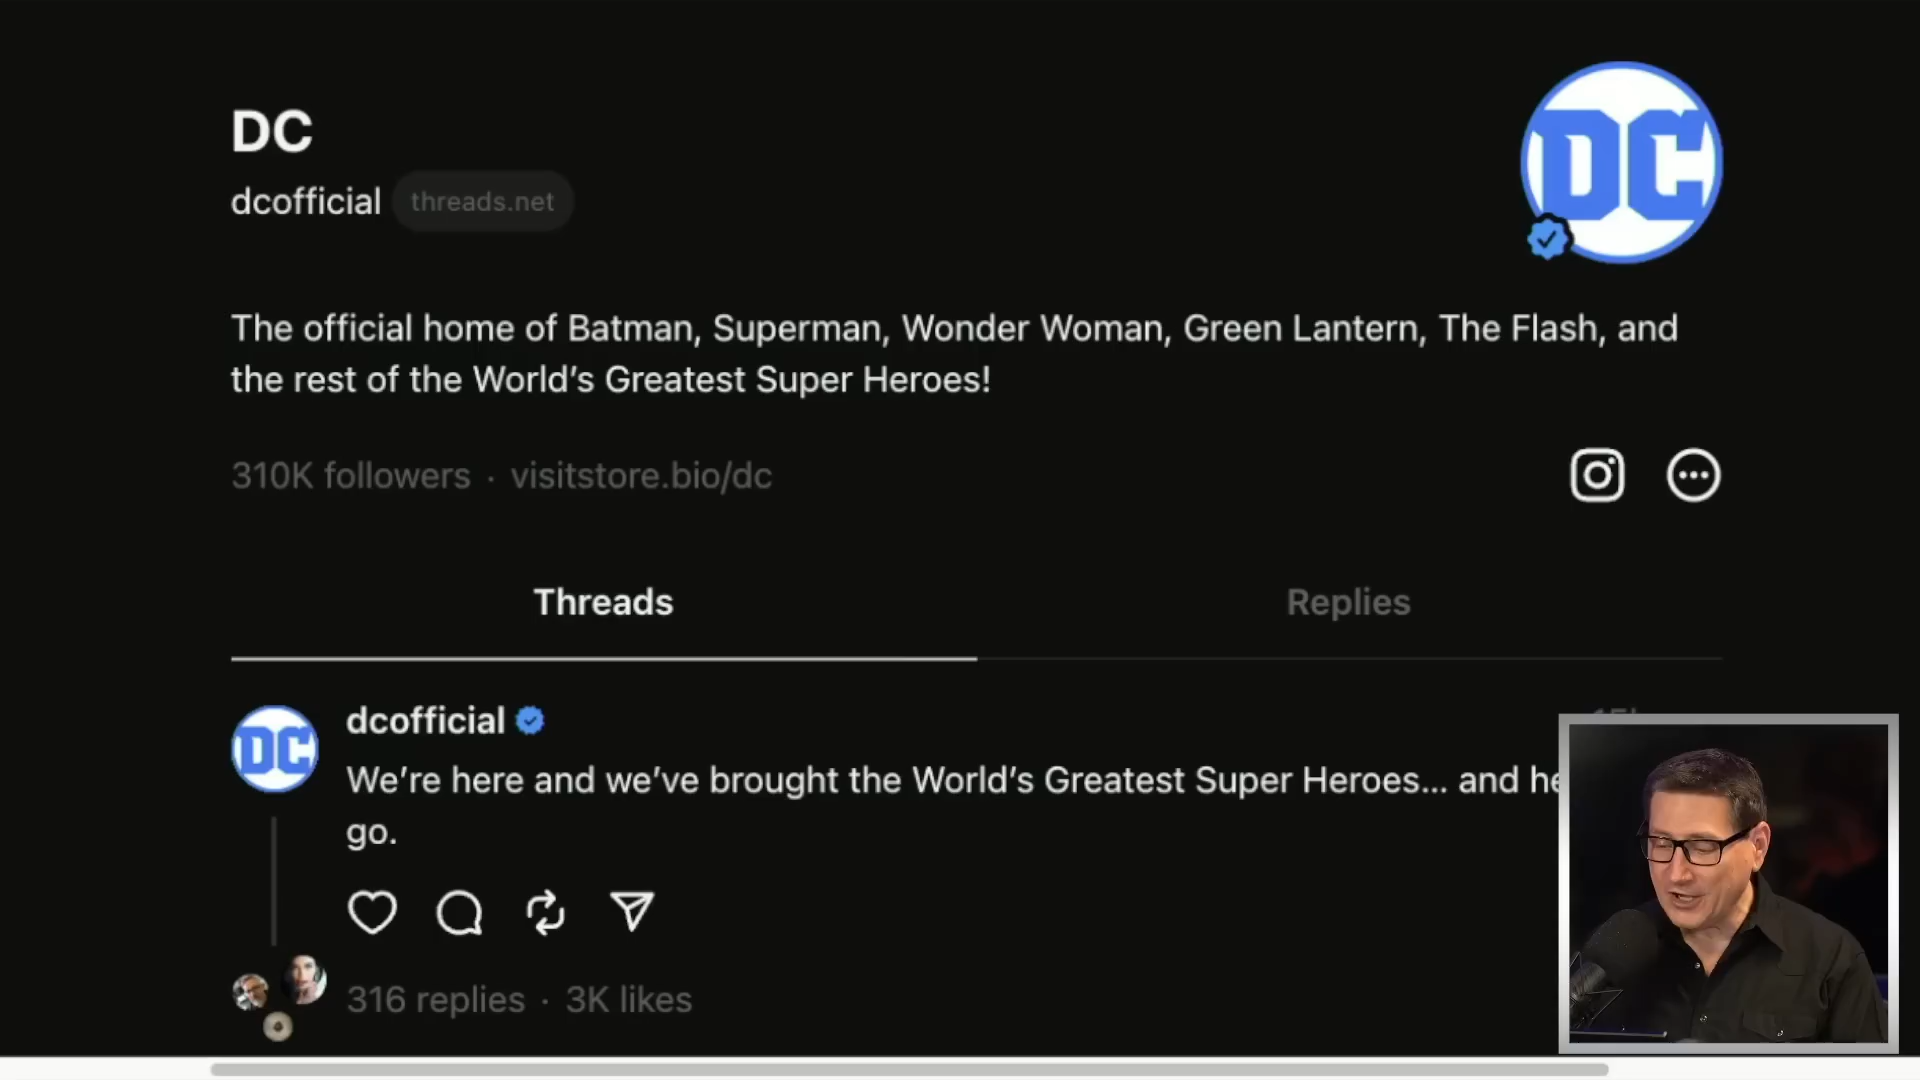 DC
dcofficial threads.net
DC
The official home of Batman, Superman, Wonder Woman, Green Lantern, The Flash, and
the rest of the World’s Greatest Super Heroes!
310K followers · visitstore.bio/dc
Threads Replies
DC
dcofficial
We’re here and we’ve brought the World’s Greatest Super Heroes... and
go.
316 replies · 3K likes